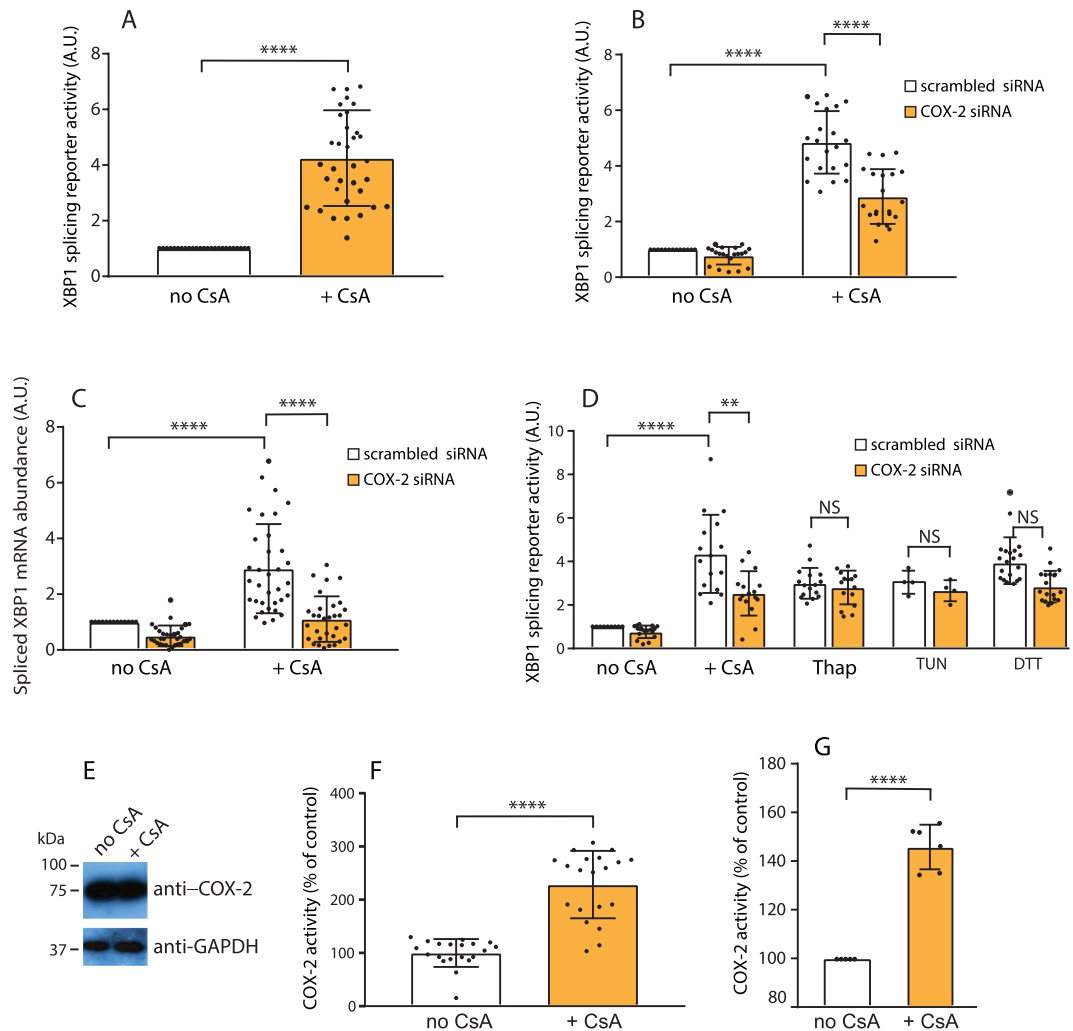 A
XBP1 splicing reporter activity (A.U.)
8
6
4
2
0
****
no CsA
+ CsA
B
XBP1 splicing reporter activity (A.U.)
8
6
4
2
0
****
****
scrambled siRNA
COX-2 siRNA
no CsA
+ CsA
C
Spliced XBP1 mRNA abundance (A.U.)
8
6
4
2
0
****
****
scrambled siRNA
COX-2 siRNA
no CsA
+ CsA
D
XBP1 splicing reporter activity (A.U.)
10
8
6
4
2
0
****
**
NS
NS
NS
scrambled siRNA
COX-2 siRNA
no CsA
+ CsA
Thap
TUN
DTT
E
kDa
no CsA
+ CsA
100
75
37
anti–COX-2
anti-GAPDH
F
COX-2 activity (% of control)
400
300
200
100
0
****
no CsA
+ CsA
G
COX-2 activity (% of control)
180
160
140
120
100
80
****
no CsA
+ CsA